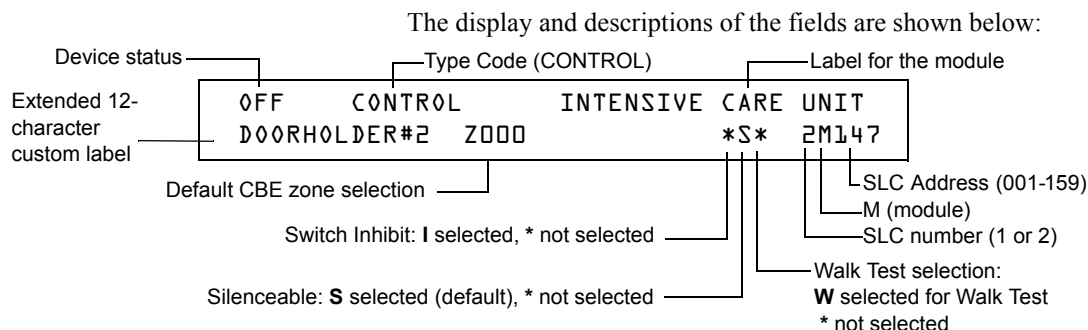 The display and descriptions of the fields are shown below:
Device status
Type Code (CONTROL)
Label for the module
Extended 12-
character
custom label
OFF CONTROL INTENSIVE CARE UNIT
DOORHOLDER#2 Z000 *S* 2M147
Default CBE zone selection
SLC Address (001-159)
M (module)
SLC number (1 or 2)
Switch Inhibit: I selected, * not selected
Walk Test selection:
W selected for Walk Test
* not selected
Silenceable: S selected (default), * not selected